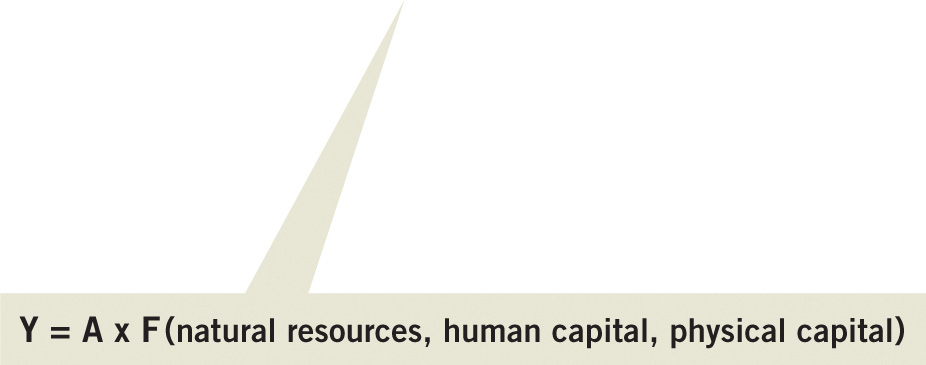 Y = A x F(natural resources, human capital, physical capital)